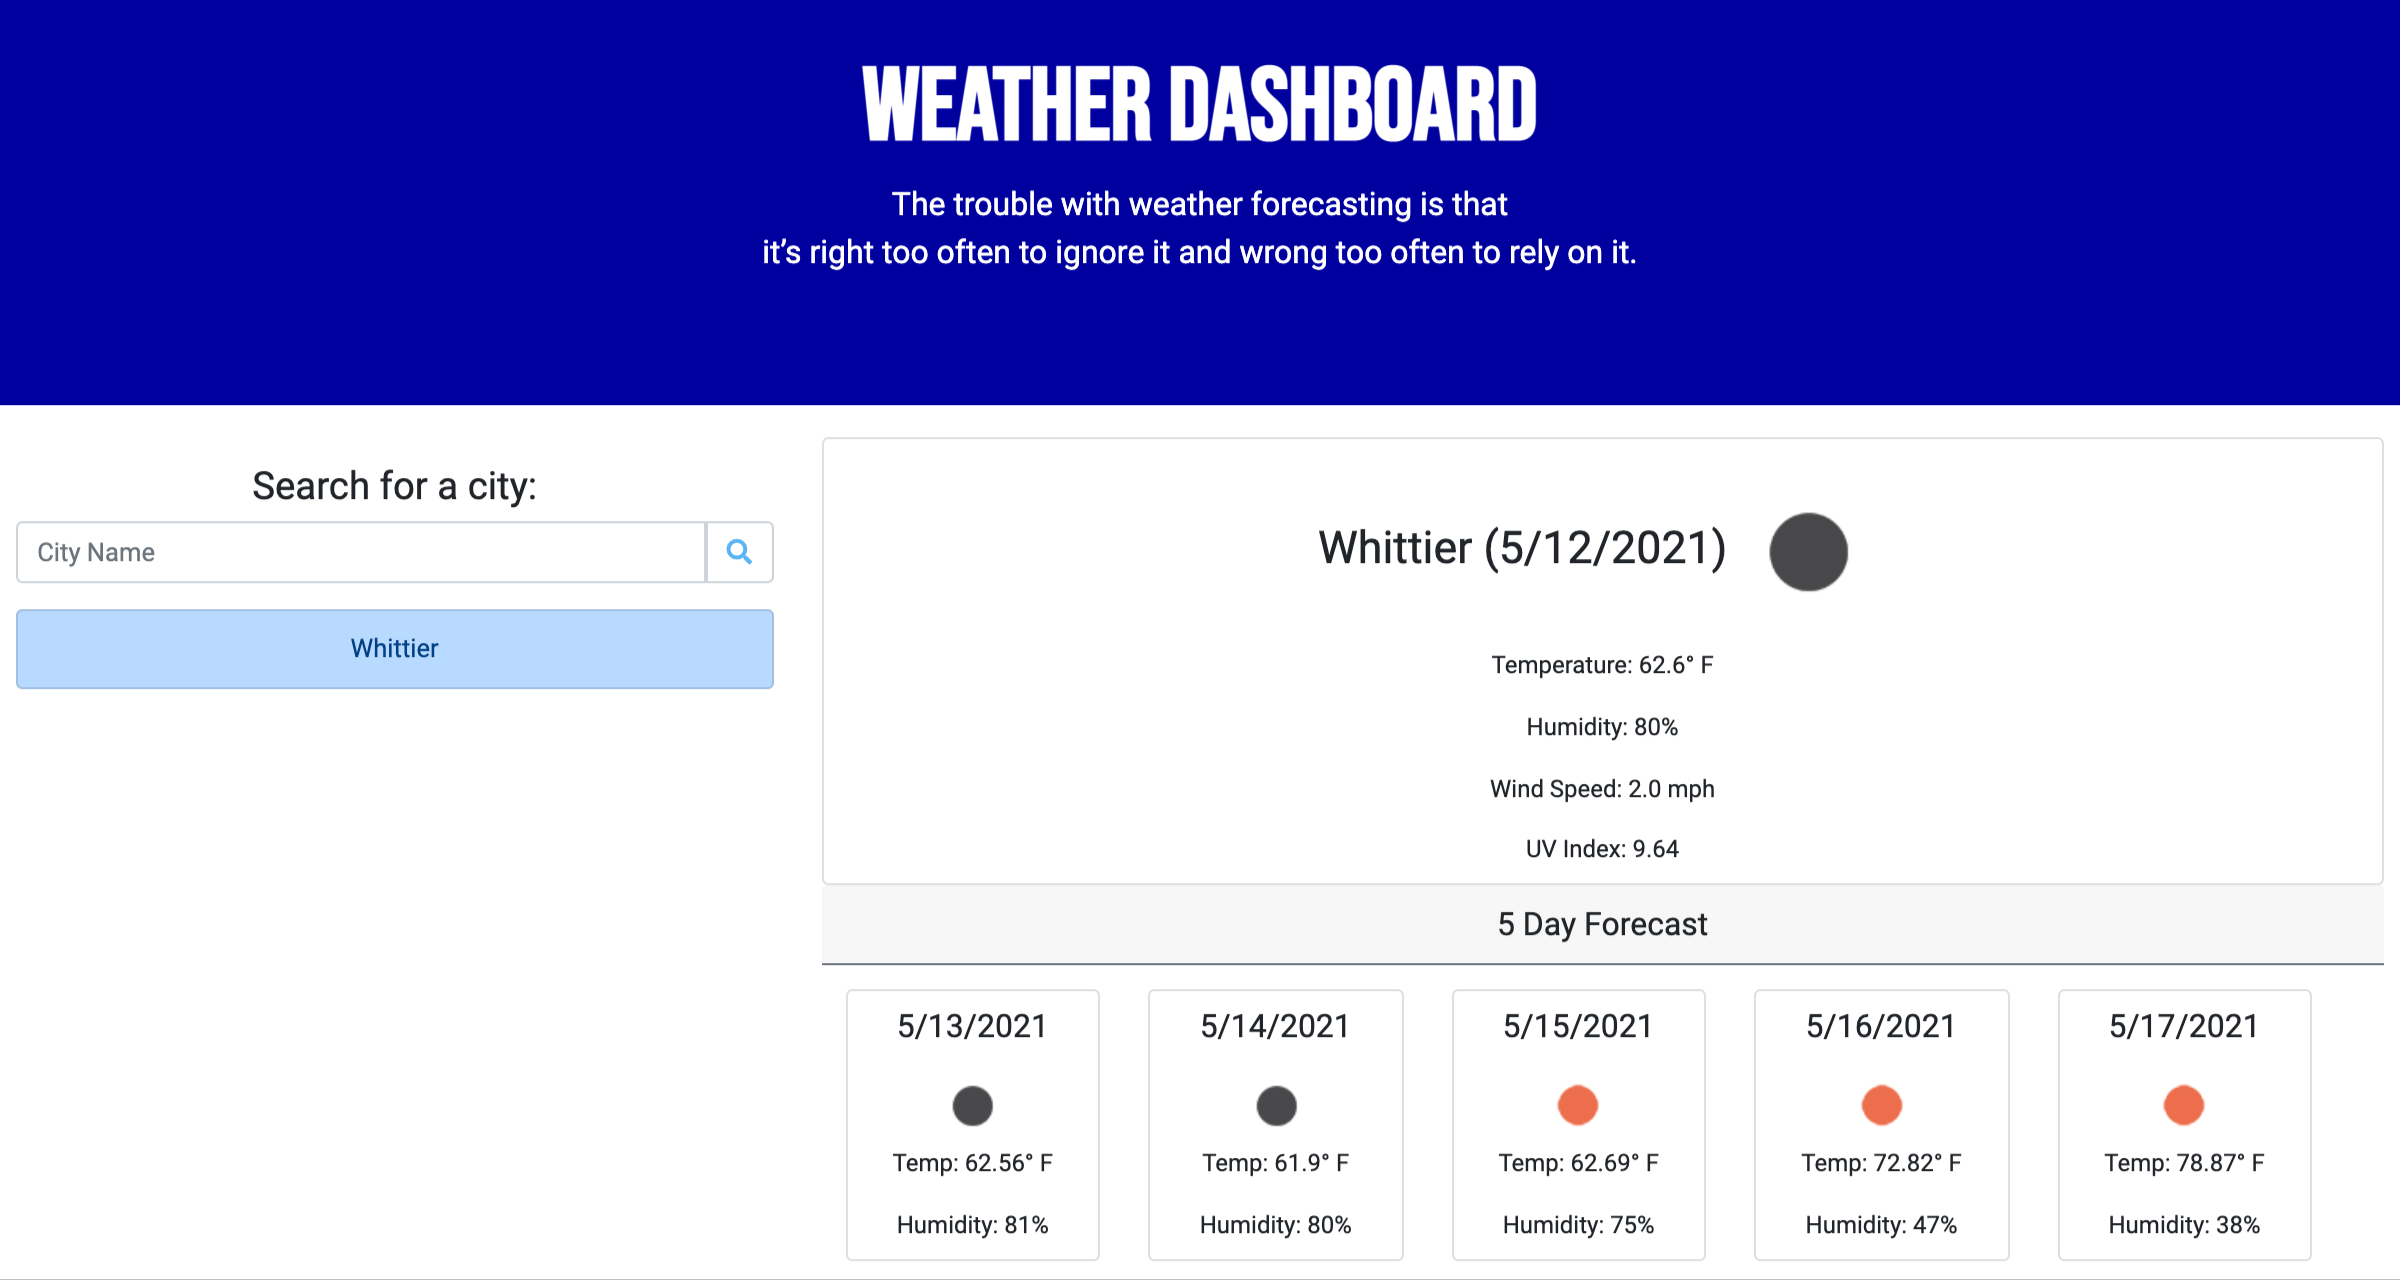 WEATHER DASHBOARD
The trouble with weather forecasting is that
it’s right too often to ignore it and wrong too often to rely on it.
Search for a city:
City Name
Whittier
Whittier (5/12/2021)
Temperature: 62.6° F
Humidity: 80%
Wind Speed: 2.0 mph
UV Index: 9.64
5 Day Forecast
5/13/2021
Temp: 62.56° F
Humidity: 81%
5/14/2021
Temp: 61.9° F
Humidity: 80%
5/15/2021
Temp: 62.69° F
Humidity: 75%
5/16/2021
Temp: 72.82° F
Humidity: 47%
5/17/2021
Temp: 78.87° F
Humidity: 38%